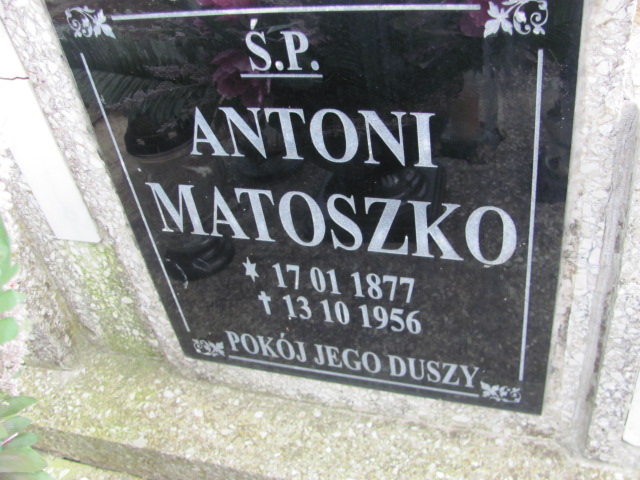 Ś.P.
ANTONI
MATOSZKO
* 17 01 1877
† 13 10 1956
POKÓJ JEGO DUSZY